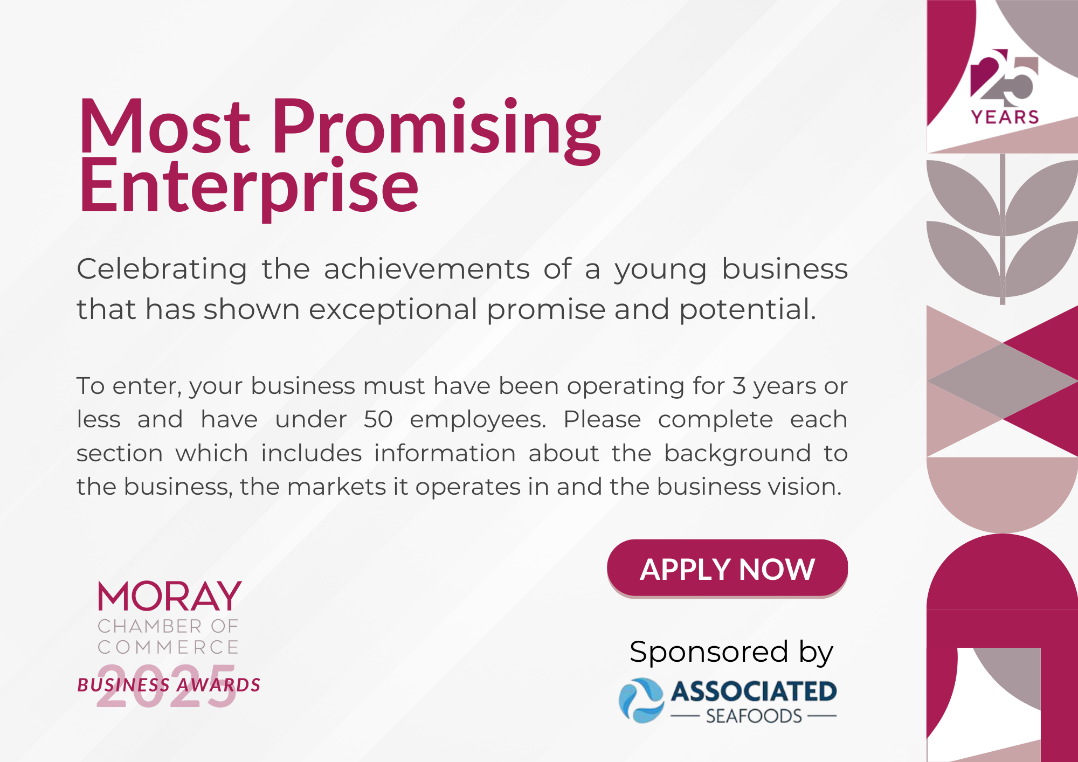 25
YEARS
Most Promising
Enterprise
Celebrating the achievements of a young business
that has shown exceptional promise and potential.
To enter, your business must have been operating for 3 years or
less and have under 50 employees. Please complete each
section which includes information about the background to
the business, the markets it operates in and the business vision.
APPLY NOW
MORAY
CHAMBER OF
COMMERCE
2025
BUSINESS AWARDS
Sponsored by
ASSOCIATED
SEAFOODS